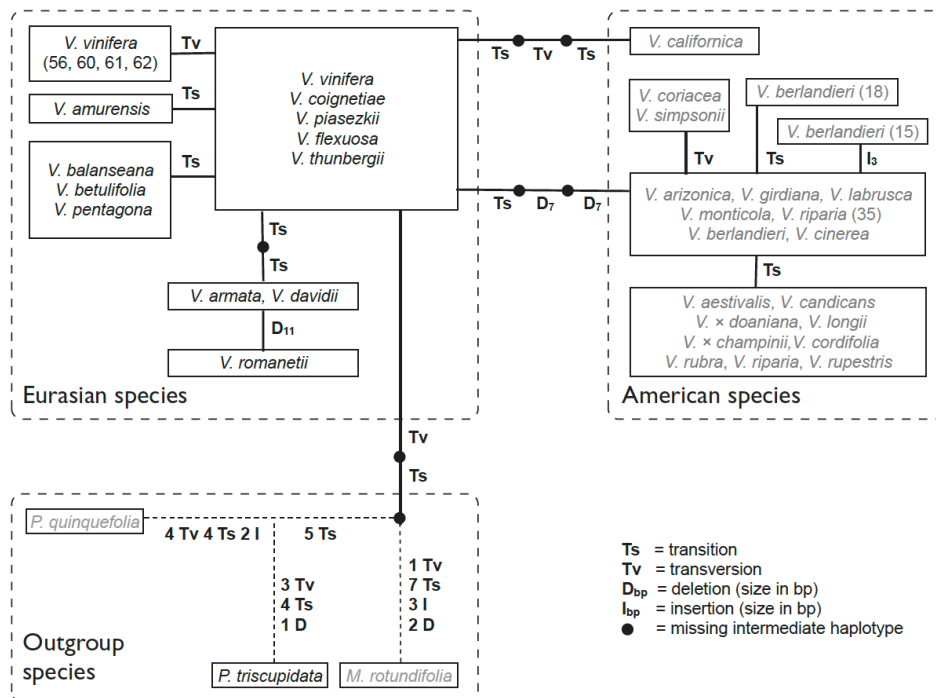 V. vinifera
(56, 60, 61, 62)
Tv
V. amurensis
Ts
V. balanseana
V. betulifolia
V. pentagona
Ts
V. vinifera
V. coignetiae
V. piasezkii
V. flexuosa
V. thunbergii
Ts
Ts
V. armata, V. davidii
D11
V. romanetii
Eurasian species
Ts Tv Ts
Ts D7 D7
V. californica
V. coriacea
V. simpsonii
V. berlandieri (18)
V. berlandieri (15)
Tv Ts I3
V. arizonica, V. girdiana, V. labrusca
V. monticola, V. riparia (35)
V. berlandieri, V. cinerea
Ts
V. aestivalis, V. candicans
V. × doaniana, V. longii
V. × champinii, V. cordifolia
V. rubra, V. riparia, V. rupestris
American species
Tv
Ts
P. quinquefolia
4 Tv 4 Ts 2 I
5 Ts
3 Tv
4 Ts
1 D
1 Tv
7 Ts
3 I
2 D
Outgroup
species
P. triscupidata
M. rotundifolia
Ts = transition
Tv = transversion
Dbp = deletion (size in bp)
Ibp = insertion (size in bp)
● = missing intermediate haplotype